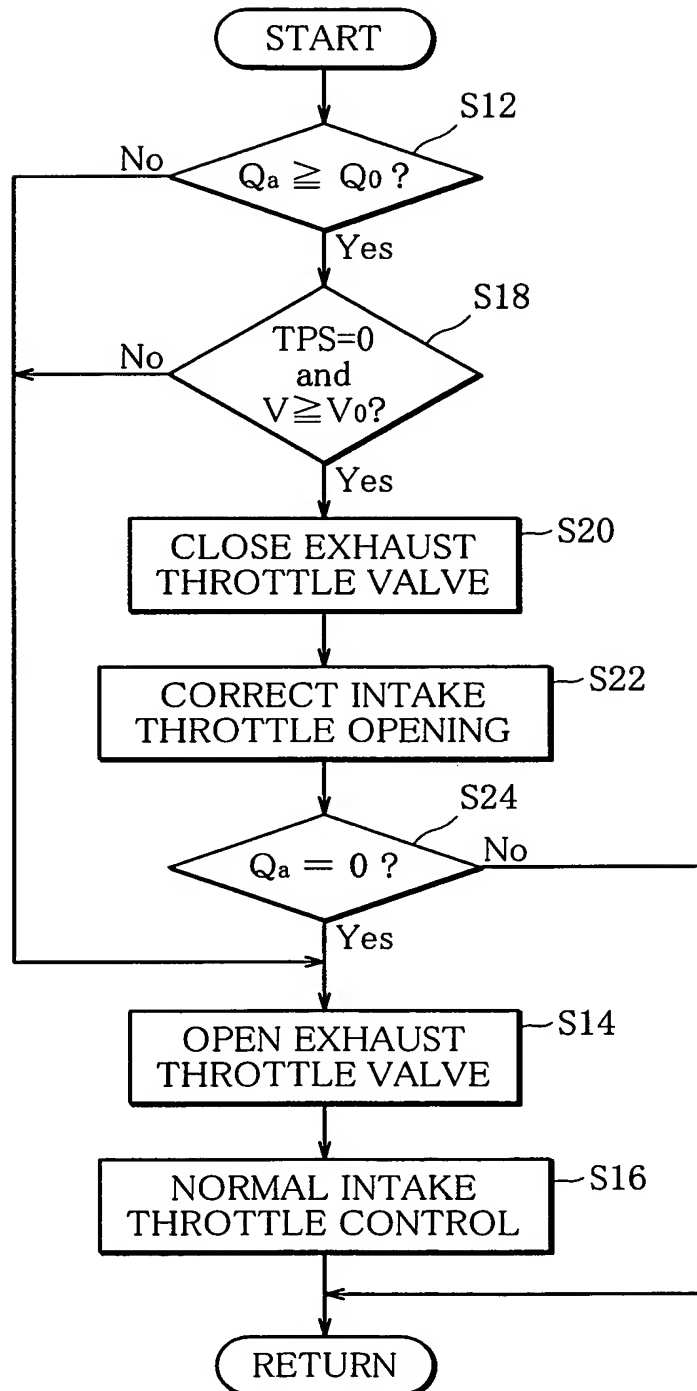 START
S12
No
Qa ≧ Q0 ?
Yes
S18
No
TPS=0
and
V≧V0?
Yes
S20
CLOSE EXHAUST
THROTTLE VALVE
S22
CORRECT INTAKE
THROTTLE OPENING
S24
Qa = 0 ?
No
Yes
S14
OPEN EXHAUST
THROTTLE VALVE
S16
NORMAL INTAKE
THROTTLE CONTROL
RETURN